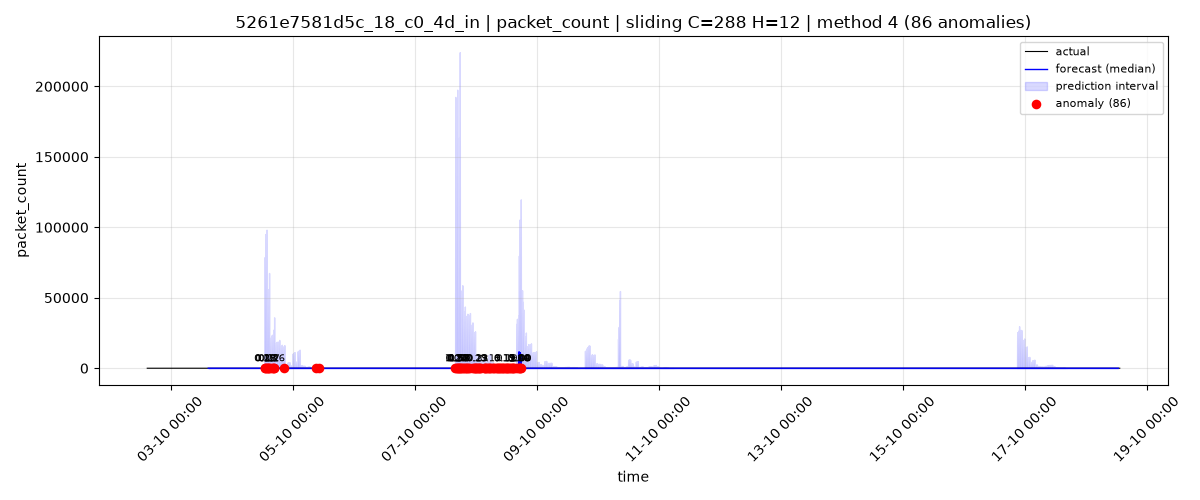 5261e7581d5c_18_c0_4d_in | packet_count | sliding C=288 H=12 | method 4 (86 anomalies)
packet_count
200000
150000
100000
50000
0
actual
forecast (median)
prediction interval
anomaly (86)
03-10 00:00
05-10 00:00
07-10 00:00
09-10 00:00
11-10 00:00
13-10 00:00
15-10 00:00
17-10 00:00
19-10 00:00
time